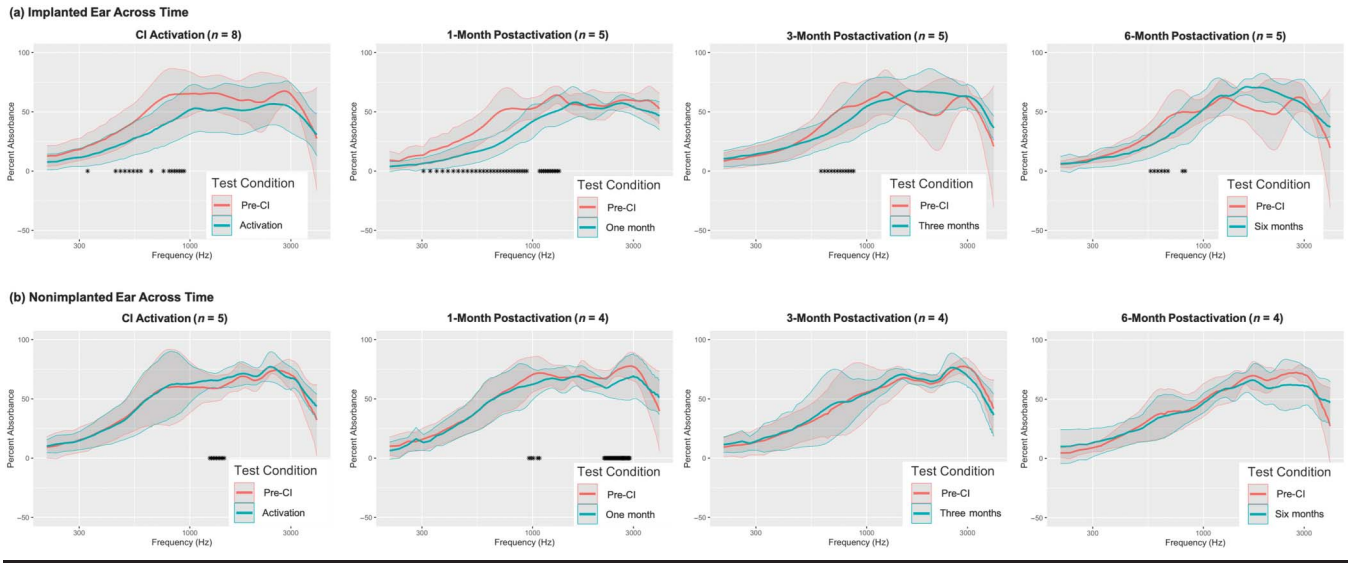 (a) Implanted Ear Across Time
CI Activation (n = 8)
100
50
0
−50
Percent Absorbance
300
1000
3000
Frequency (Hz)
Test Condition
Pre-CI
Activation
1-Month Postactivation (n = 5)
100
50
0
−50
Percent Absorbance
300
1000
3000
Frequency (Hz)
Test Condition
Pre-CI
One month
3-Month Postactivation (n = 5)
100
50
0
−50
Percent Absorbance
300
1000
3000
Frequency (Hz)
Test Condition
Pre-CI
Three months
6-Month Postactivation (n = 5)
100
50
0
−50
Percent Absorbance
300
1000
3000
Frequency (Hz)
Test Condition
Pre-CI
Six months
(b) Nonimplanted Ear Across Time
CI Activation (n = 5)
100
50
0
−50
Percent Absorbance
300
1000
3000
Frequency (Hz)
Test Condition
Pre-CI
Activation
1-Month Postactivation (n = 4)
100
50
0
−50
Percent Absorbance
300
1000
3000
Frequency (Hz)
Test Condition
Pre-CI
One month
3-Month Postactivation (n = 4)
100
50
0
−50
Percent Absorbance
300
1000
3000
Frequency (Hz)
Test Condition
Pre-CI
Three months
6-Month Postactivation (n = 4)
100
50
0
−50
Percent Absorbance
300
1000
3000
Frequency (Hz)
Test Condition
Pre-CI
Six months